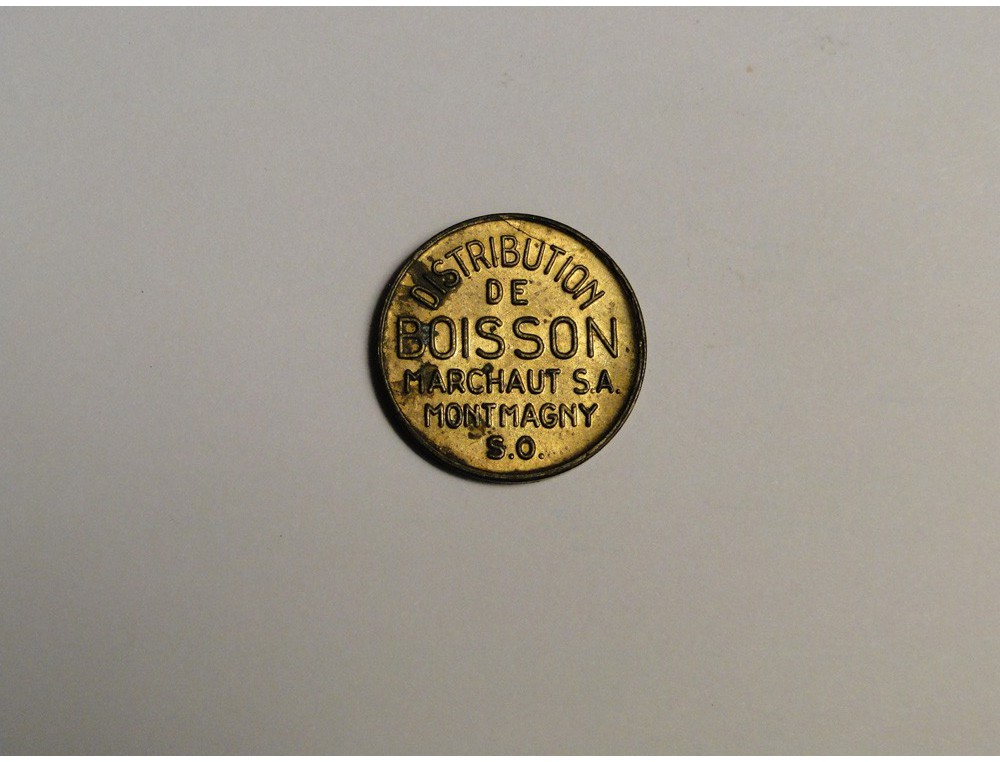 DISTRIBUTION
DE
BOISSON
MARCHAUT S.A.
MONTMAGNY
S.O.